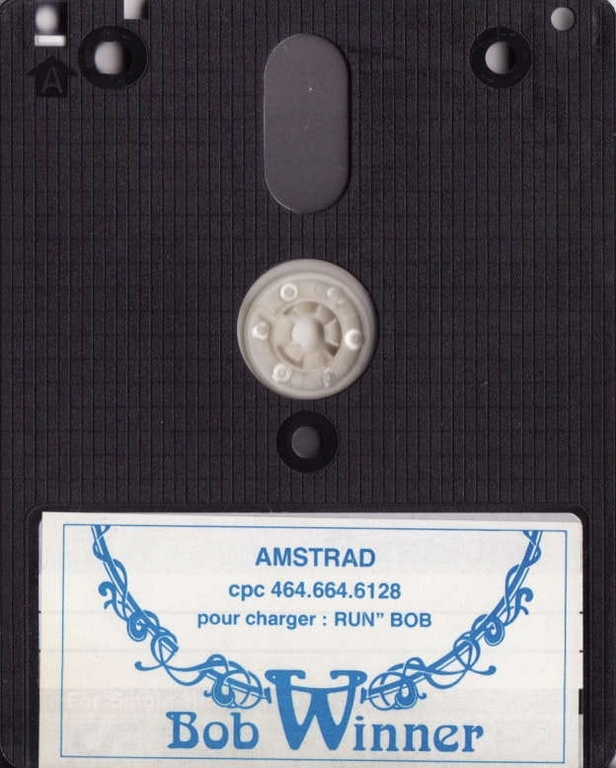 A
AMSTRAD
cpc 464.664.6128
pour charger : RUN” BOB
Bob Winner